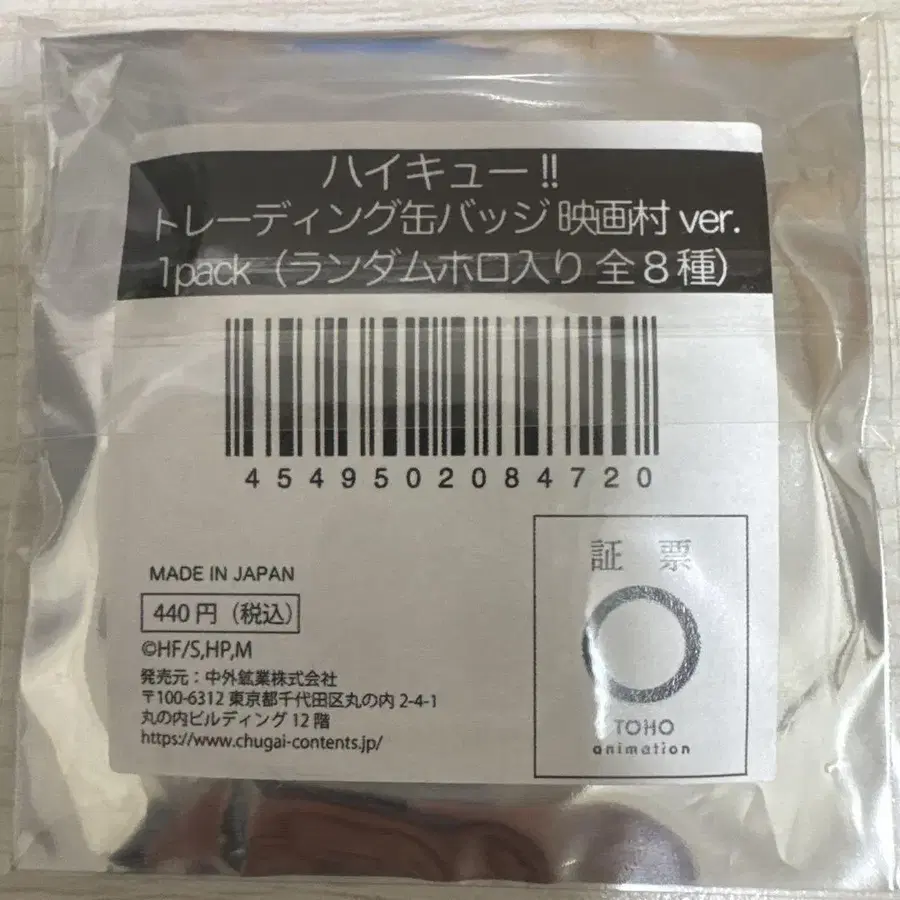 ハイキュー!!
トレーディング缶バッジ 映画村 ver.
1pack（ランダムホロ入り 全8種）
4549502084720
証 票
MADE IN JAPAN
440円（税込）
©HF/S,HP,M
発売元：中外鉱業株式会社
〒100-6312 東京都千代田区丸の内 2-4-1
丸の内ビルディング 12 階
https://www.chugai-contents.jp/
TOHO
animation